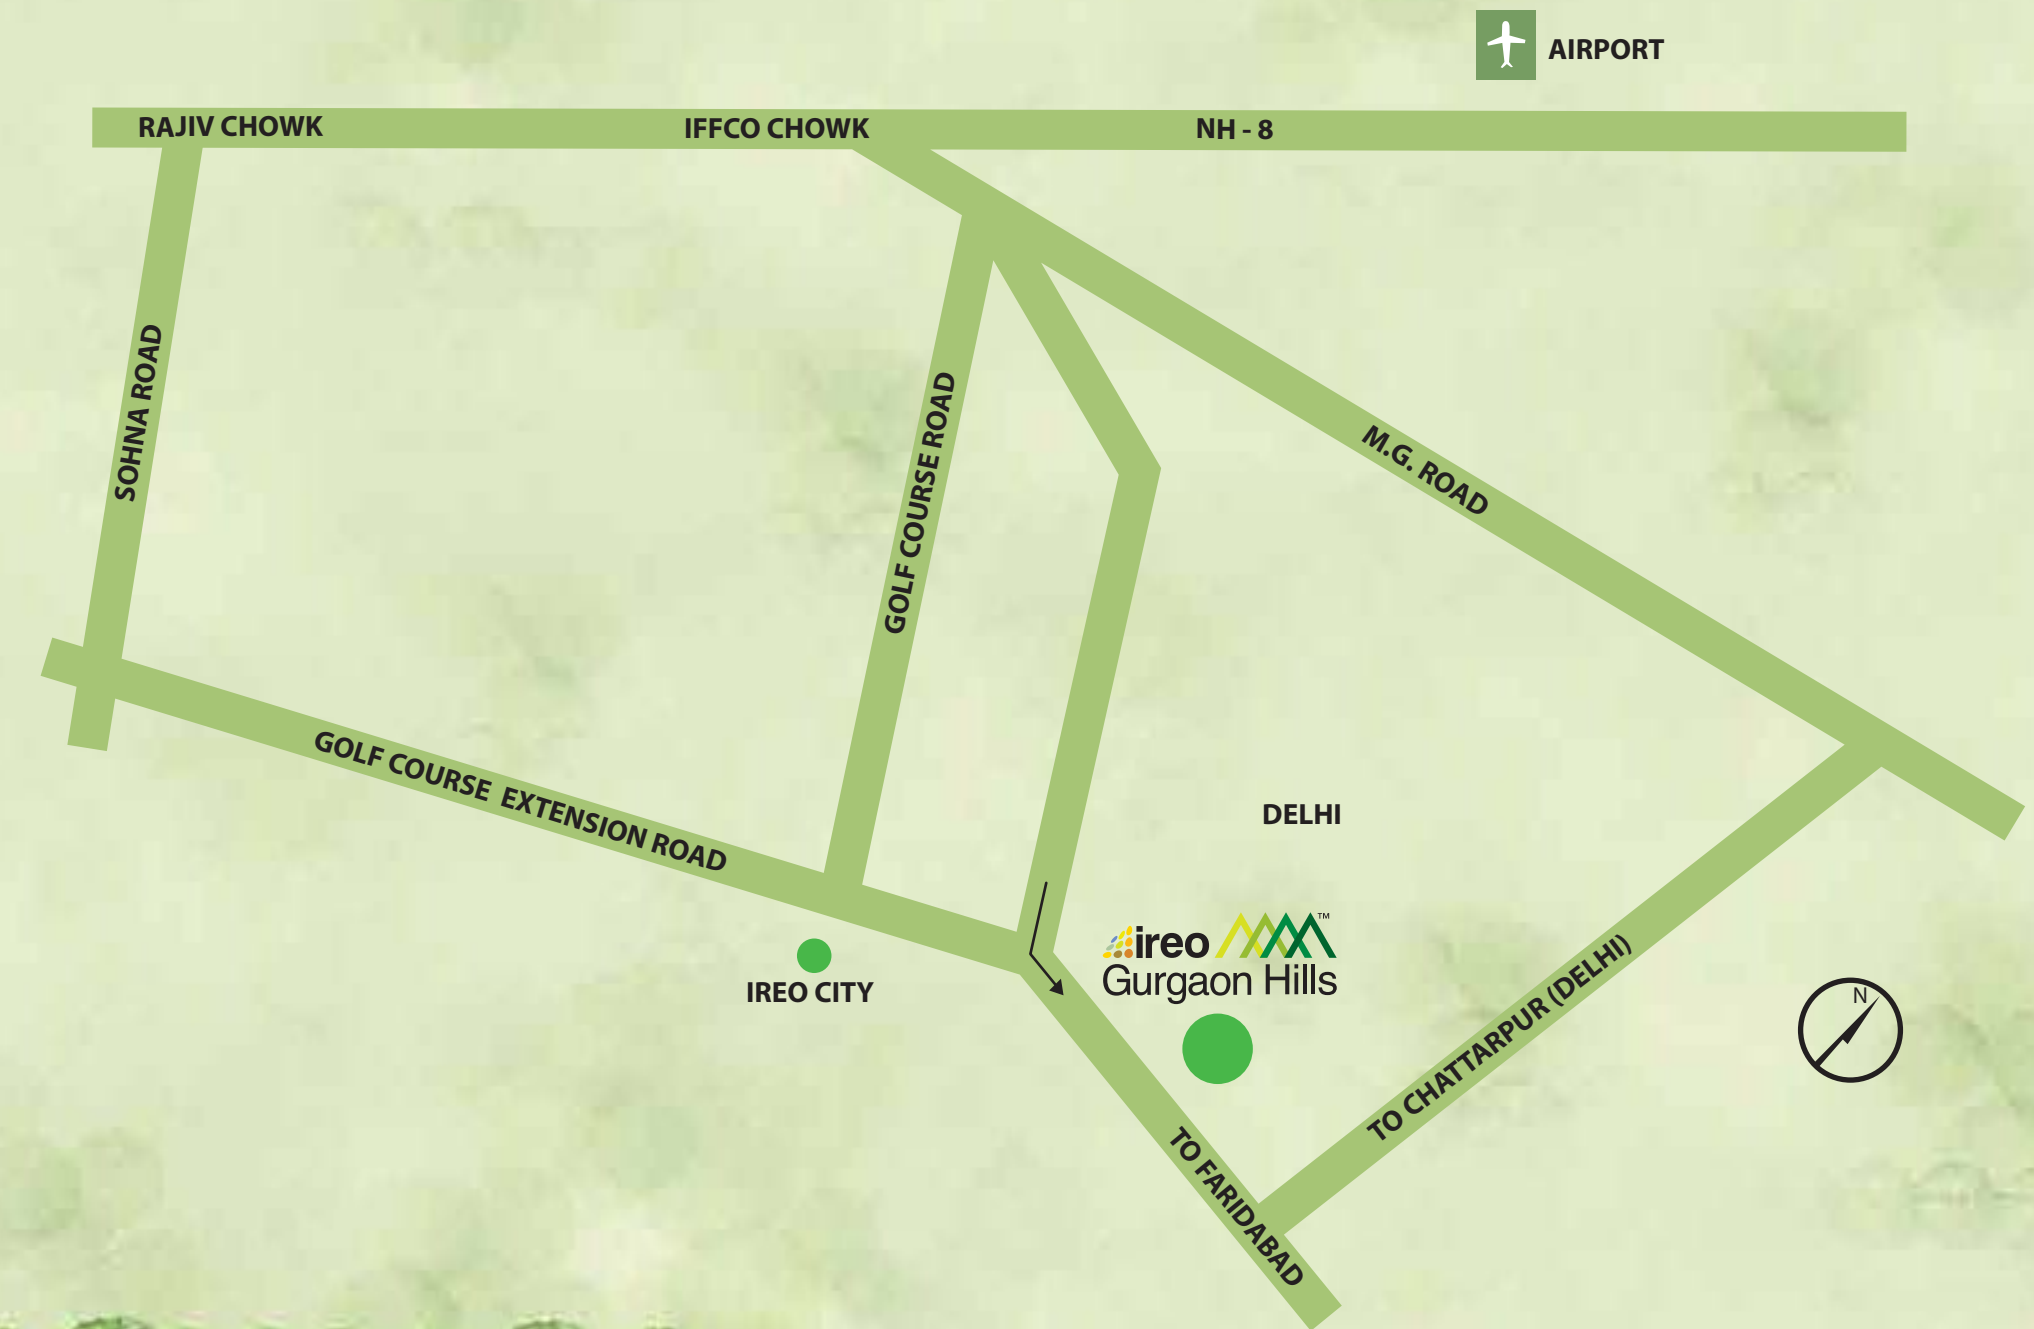 AIRPORT
RAJIV CHOWK
IFFCO CHOWK
NH - 8
SOHNA ROAD
GOLF COURSE ROAD
M.G. ROAD
GOLF COURSE EXTENSION ROAD
DELHI
ireo ™
Gurgaon Hills
IREO CITY
N
TO CHATTARPUR (DELHI)
TO FARIDABAD